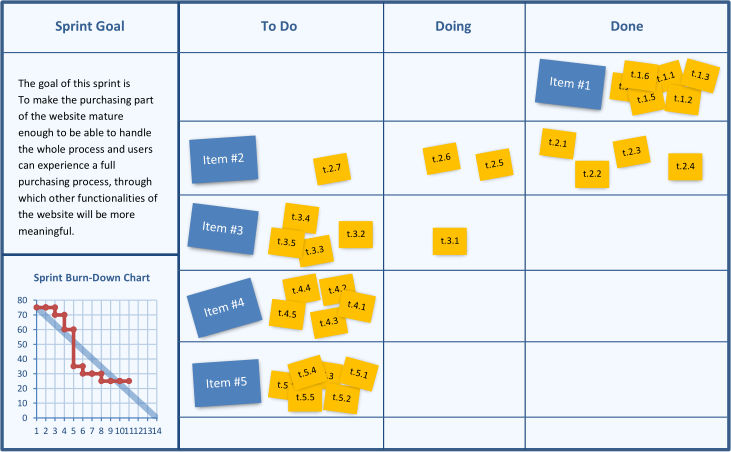 Sprint Goal
To Do
Doing
Done
The goal of this sprint is
To make the purchasing part
of the website mature
enough to be able to handle
the whole process and users
can experience a full
purchasing process, through
which other functionalities of
the website will be more
meaningful.
Item #1
t.1.6
t.1.1
t.1.3
t.1.5
t.1.2
Item #2
t.2.7
t.2.6
t.2.5
t.2.1
t.2.2
t.2.3
t.2.4
Item #3
t.3.4
t.3.5
t.3.3
t.3.2
t.3.1
Sprint Burn-Down Chart
80
70
60
50
40
30
20
10
0
1 2 3 4 5 6 7 8 9 10 11 12 13 14
Item #4
t.4.4
t.4.2
t.4.1
t.4.5
t.4.3
Item #5
t.5.4
t.5.1
t.5.5
t.5.2